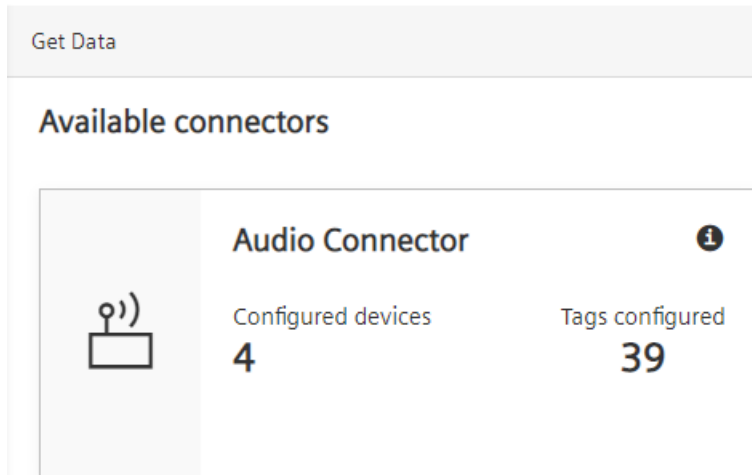 Get Data
Available connectors
Audio Connector
Configured devices Tags configured
4 39